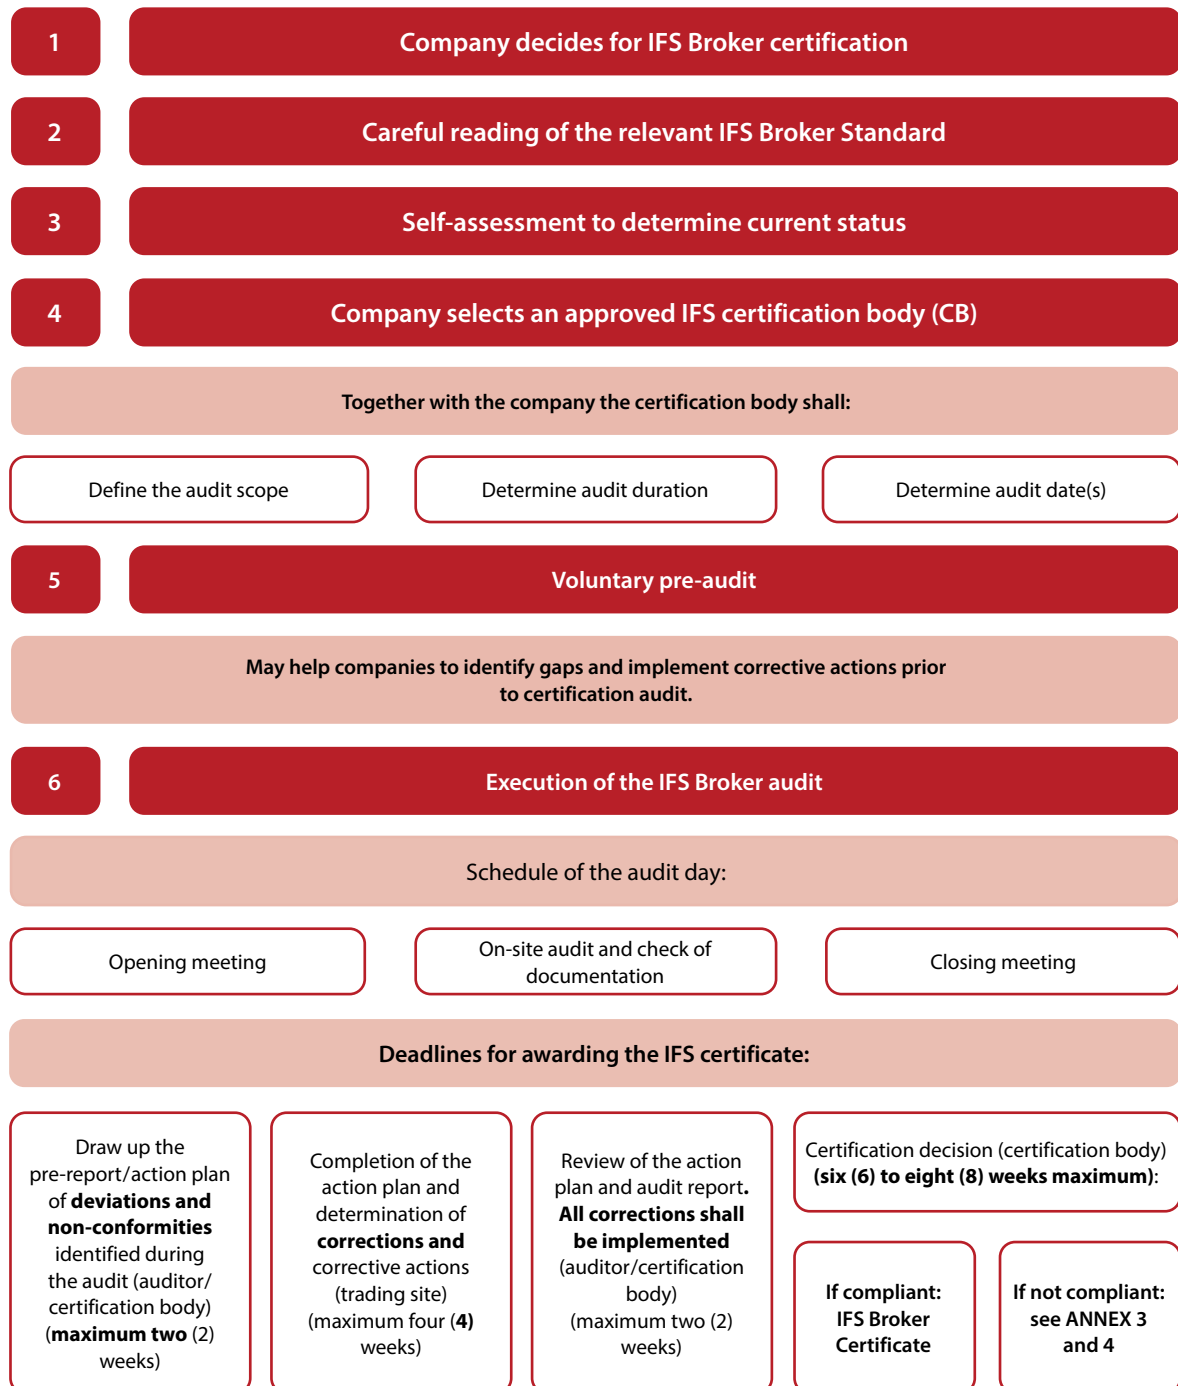 1
Company decides for IFS Broker certification
2
Careful reading of the relevant IFS Broker Standard
3
Self-assessment to determine current status
4
Company selects an approved IFS certification body (CB)
Together with the company the certification body shall:
Define the audit scope
Determine audit duration
Determine audit date(s)
5
Voluntary pre-audit
May help companies to identify gaps and implement corrective actions prior
to certification audit.
6
Execution of the IFS Broker audit
Schedule of the audit day:
Opening meeting
On-site audit and check of
documentation
Closing meeting
Deadlines for awarding the IFS certificate:
Draw up the
pre-report/action plan
of deviations and
non-conformities
identified during
the audit (auditor/
certification body)
(maximum two (2)
weeks)
Completion of the
action plan and
determination of
corrections and
corrective actions
(trading site)
(maximum four (4)
weeks)
Review of the action
plan and audit report.
All corrections shall
be implemented
(auditor/certification
body)
(maximum two (2)
weeks)
Certification decision (certification body)
(six (6) to eight (8) weeks maximum):
If compliant:
IFS Broker
Certificate
If not compliant:
see ANNEX 3
and 4